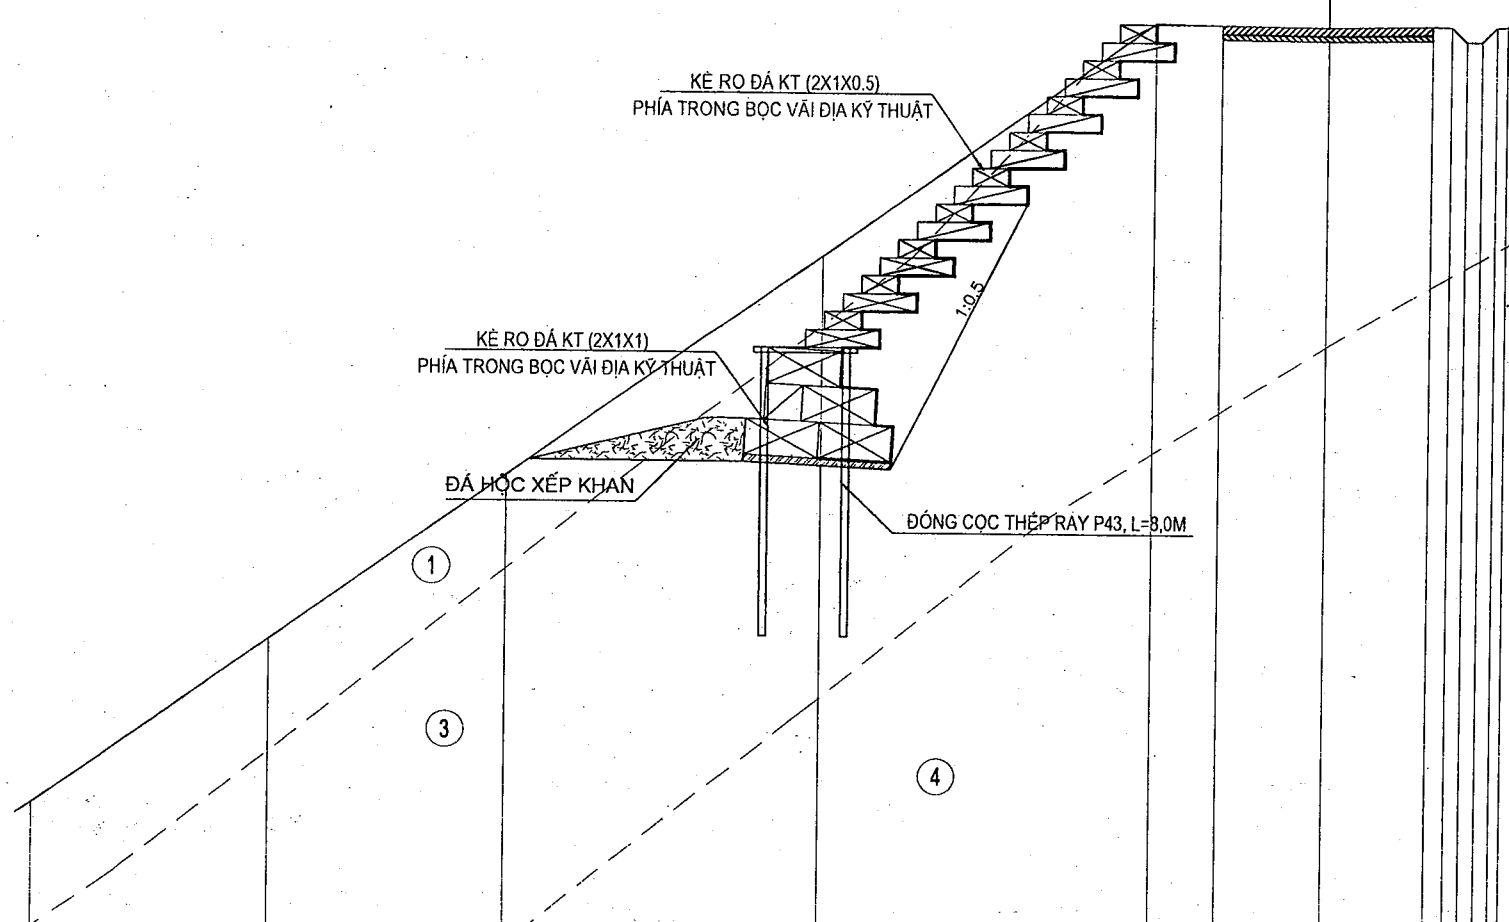 KÈ RỌ ĐÁ KT (2X1X0.5)
PHÍA TRONG BỌC VẢI ĐỊA KỸ THUẬT
1:0.5
KÈ RỌ ĐÁ KT (2X1X1)
PHÍA TRONG BỌC VẢI ĐỊA KỸ THUẬT
ĐÁ HỘC XẾP KHAN
ĐÓNG CỌC THÉP RAY P43, L=8,0M
1
3
4